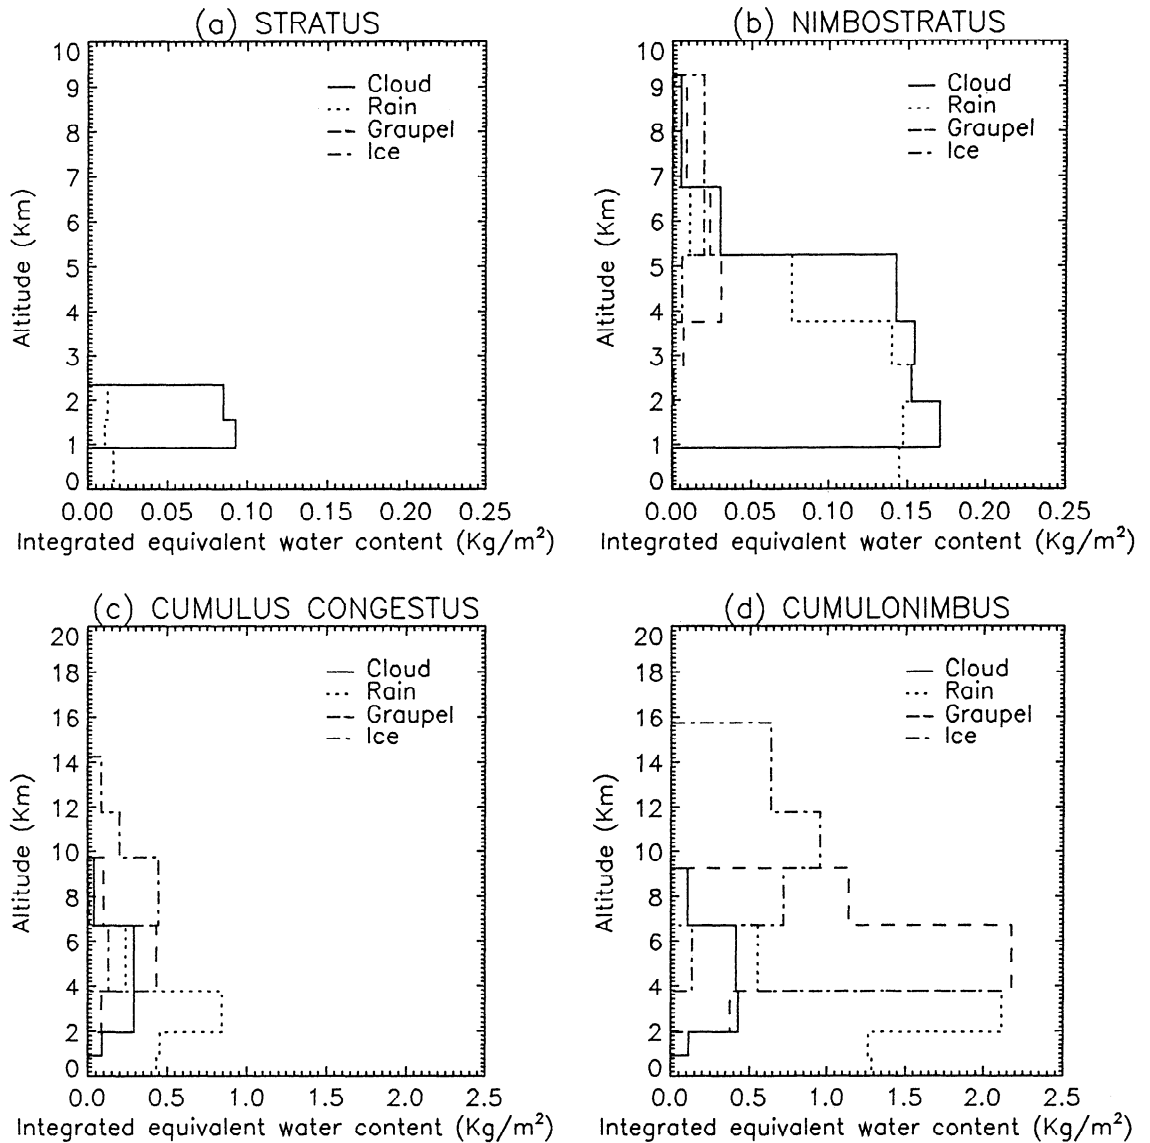 (a) STRATUS
10
9
8
7
6
5
4
3
2
1
0
Altitude (Km)
Cloud
Rain
Graupel
Ice
0.00 0.05 0.10 0.15 0.20 0.25
Integrated equivalent water content (Kg/m²)
(b) NIMBOSTRATUS
10
9
8
7
6
5
4
3
2
1
0
Altitude (Km)
Cloud
Rain
Graupel
Ice
0.00 0.05 0.10 0.15 0.20 0.25
Integrated equivalent water content (Kg/m²)
(c) CUMULUS CONGESTUS
20
18
16
14
12
10
8
6
4
2
0
Altitude (Km)
Cloud
Rain
Graupel
Ice
0.0 0.5 1.0 1.5 2.0 2.5
Integrated equivalent water content (Kg/m²)
(d) CUMULONIMBUS
20
18
16
14
12
10
8
6
4
2
0
Altitude (Km)
Cloud
Rain
Graupel
Ice
0.0 0.5 1.0 1.5 2.0 2.5
Integrated equivalent water content (Kg/m²)